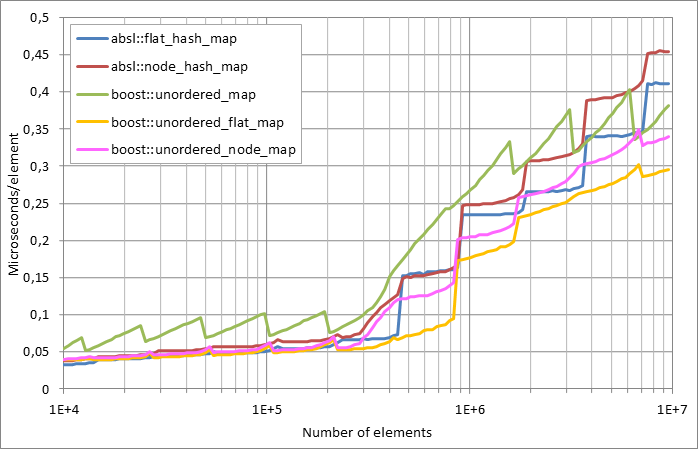 0,5
0,45
0,4
0,35
0,3
0,25
0,2
0,15
0,1
0,05
0
Microseconds/element
absl::flat_hash_map
absl::node_hash_map
boost::unordered_map
boost::unordered_flat_map
boost::unordered_node_map
1E+4 1E+5 1E+6 1E+7
Number of elements